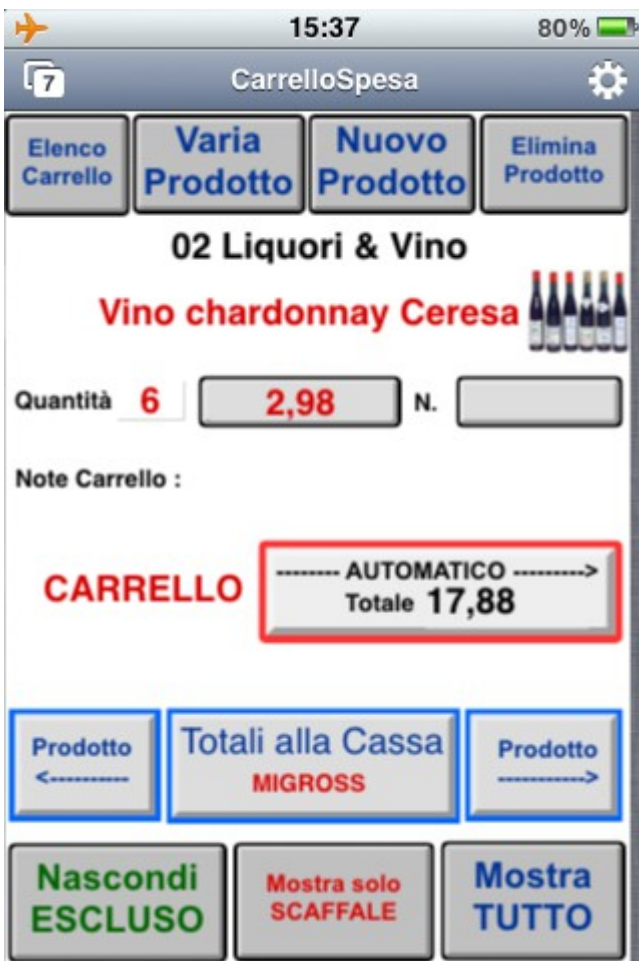 15:37 80%
7 CarrelloSpesa
Elenco Carrello
Varia Prodotto
Nuovo Prodotto
Elimina Prodotto
02 Liquori & Vino
Vino chardonnay Ceresa
Quantità 6 2,98 N.
Note Carrello :
CARRELLO
-------- AUTOMATICO --------->
Totale 17,88
Prodotto
<----------
Totali alla Cassa
MIGROSS
Prodotto
----------->
Nascondi
ESCLUSO
Mostra solo
SCAFFALE
Mostra
TUTTO